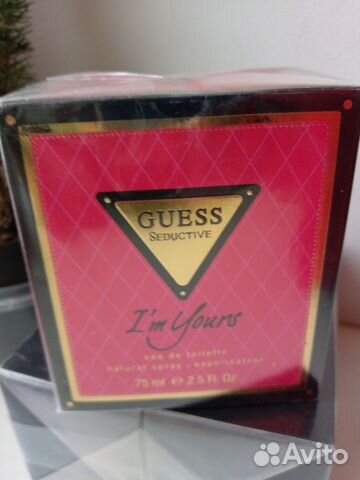 GUESS
SEDUCTIVE
I'm Yours
eau de toilette
natural spray - vaporisateur
75 ml ℮ 2.5 Fl. Oz
Avito